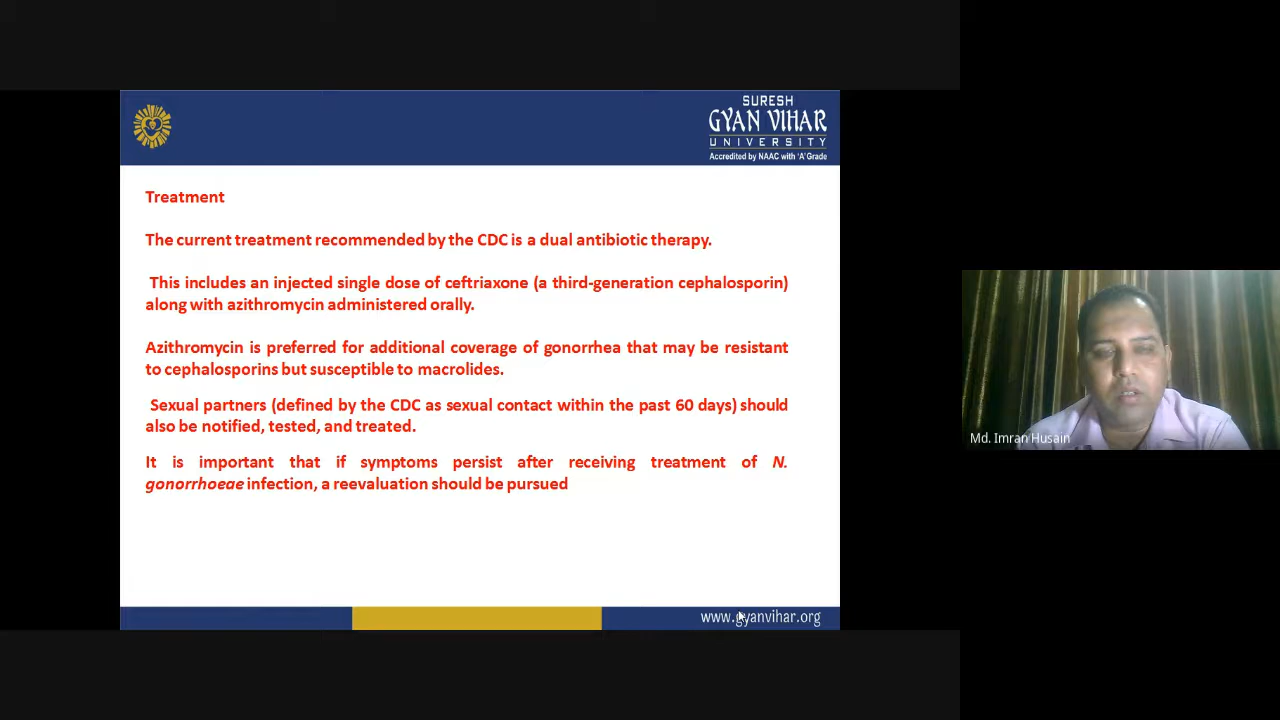 SURESH
GYAN VIHAR
UNIVERSITY
Accredited by NAAC with 'A' Grade
Treatment
The current treatment recommended by the CDC is a dual antibiotic therapy.
This includes an injected single dose of ceftriaxone (a third-generation cephalosporin)
along with azithromycin administered orally.
Azithromycin is preferred for additional coverage of gonorrhea that may be resistant
to cephalosporins but susceptible to macrolides.
Sexual partners (defined by the CDC as sexual contact within the past 60 days) should
also be notified, tested, and treated.
It is important that if symptoms persist after receiving treatment of N.
gonorrhoeae infection, a reevaluation should be pursued
www.gyanvihar.org
Md. Imran Husain